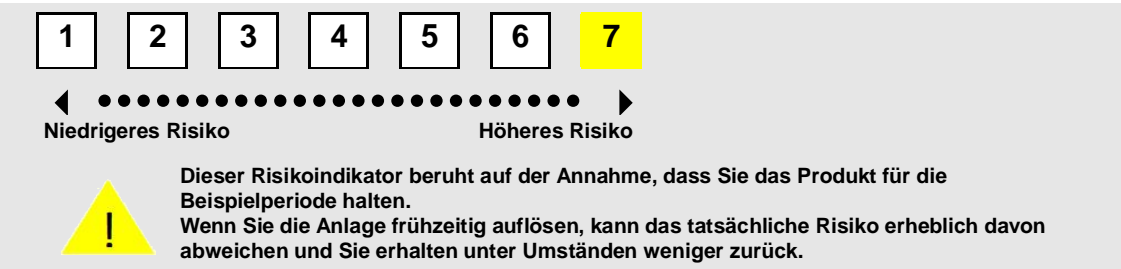 1 2 3 4 5 6 7
Niedrigeres Risiko Höheres Risiko
Dieser Risikoindikator beruht auf der Annahme, dass Sie das Produkt für die
Beispielperiode halten.
Wenn Sie die Anlage frühzeitig auflösen, kann das tatsächliche Risiko erheblich davon
abweichen und Sie erhalten unter Umständen weniger zurück.
!